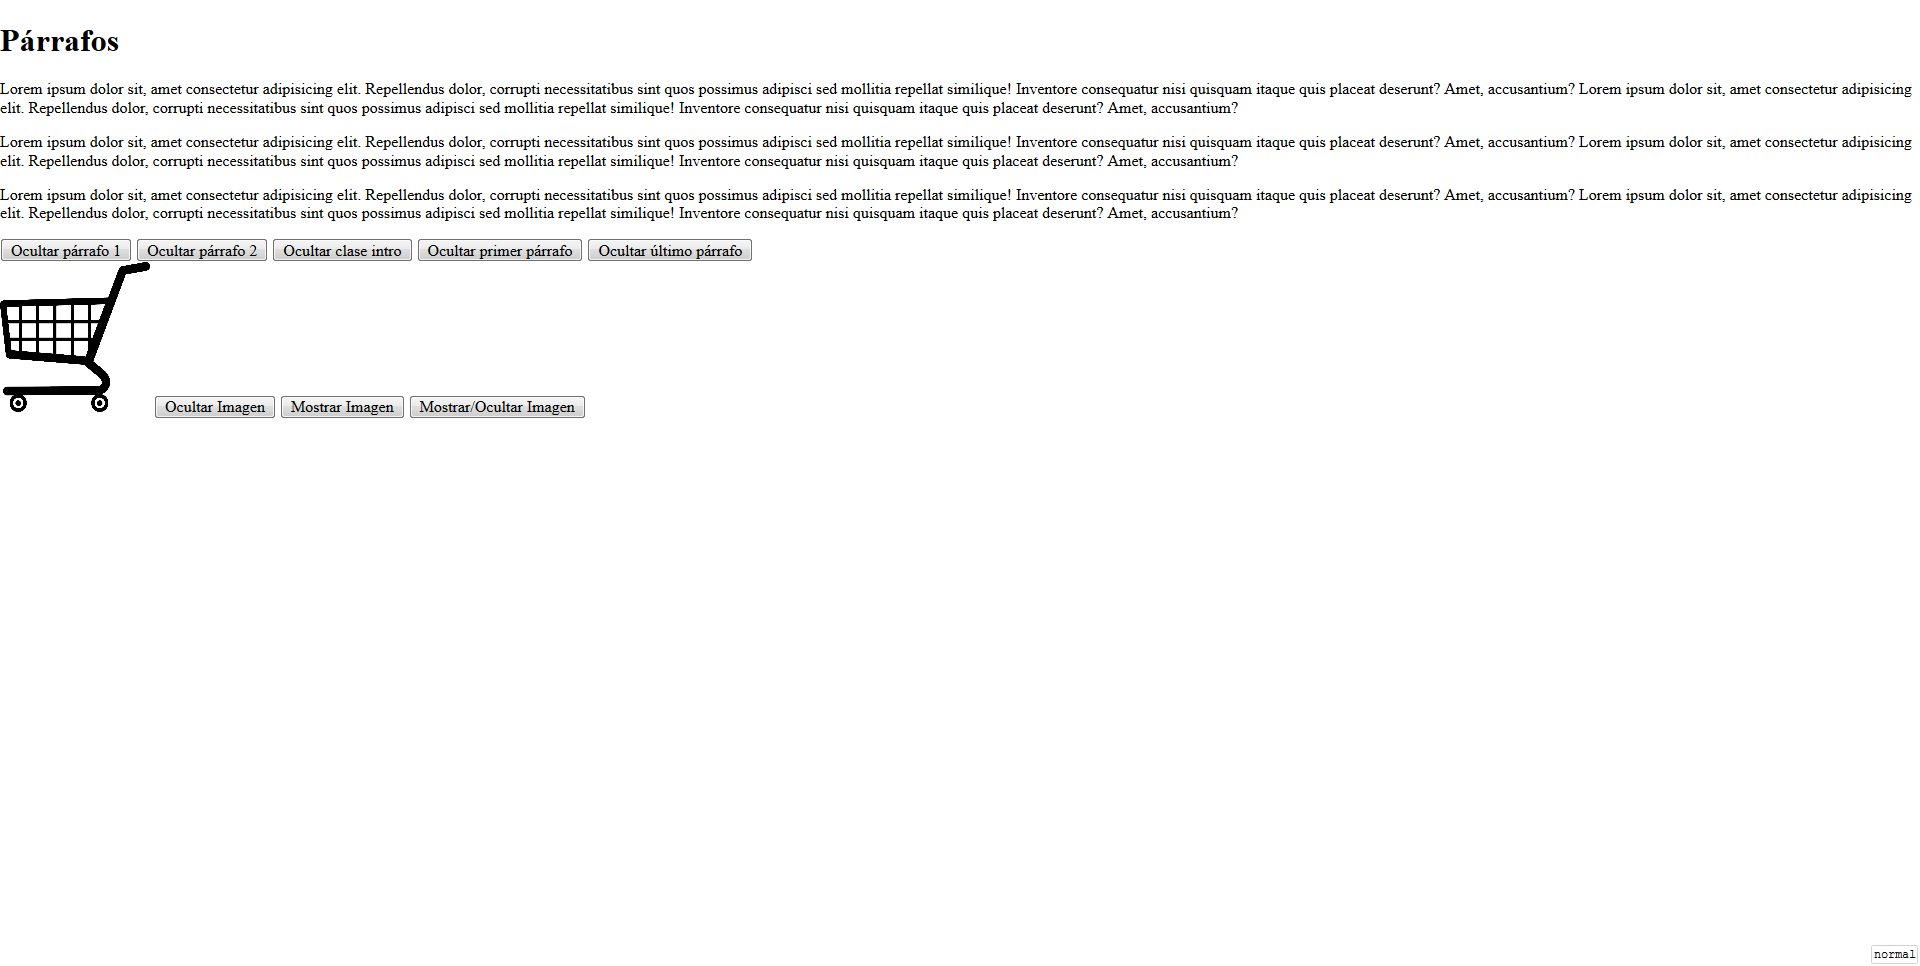 Párrafos
Lorem ipsum dolor sit, amet consectetur adipisicing elit. Repellendus dolor, corrupti necessitatibus sint quos possimus adipisci sed mollitia repellat similique! Inventore consequatur nisi quisquam itaque quis placeat deserunt? Amet, accusantium? Lorem ipsum dolor sit, amet consectetur adipisicing
elit. Repellendus dolor, corrupti necessitatibus sint quos possimus adipisci sed mollitia repellat similique! Inventore consequatur nisi quisquam itaque quis placeat deserunt? Amet, accusantium?
Lorem ipsum dolor sit, amet consectetur adipisicing elit. Repellendus dolor, corrupti necessitatibus sint quos possimus adipisci sed mollitia repellat similique! Inventore consequatur nisi quisquam itaque quis placeat deserunt? Amet, accusantium? Lorem ipsum dolor sit, amet consectetur adipisicing
elit. Repellendus dolor, corrupti necessitatibus sint quos possimus adipisci sed mollitia repellat similique! Inventore consequatur nisi quisquam itaque quis placeat deserunt? Amet, accusantium?
Lorem ipsum dolor sit, amet consectetur adipisicing elit. Repellendus dolor, corrupti necessitatibus sint quos possimus adipisci sed mollitia repellat similique! Inventore consequatur nisi quisquam itaque quis placeat deserunt? Amet, accusantium? Lorem ipsum dolor sit, amet consectetur adipisicing
elit. Repellendus dolor, corrupti necessitatibus sint quos possimus adipisci sed mollitia repellat similique! Inventore consequatur nisi quisquam itaque quis placeat deserunt? Amet, accusantium?
Ocultar párrafo 1 Ocultar párrafo 2 Ocultar clase intro Ocultar primer párrafo Ocultar último párrafo
Ocultar Imagen Mostrar Imagen Mostrar/Ocultar Imagen
normal